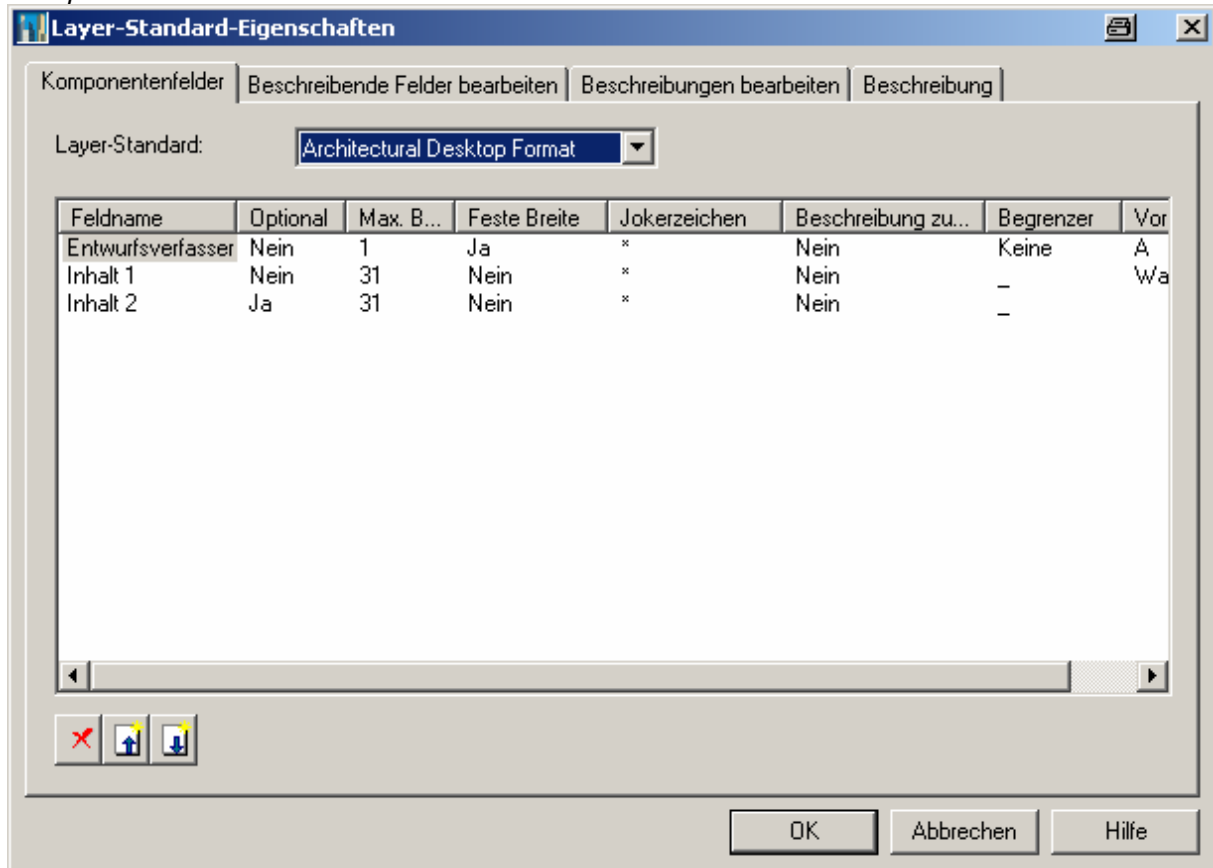 Layer-Standard-Eigenschaften
Komponentenfelder Beschreibende Felder bearbeiten Beschreibungen bearbeiten Beschreibung
Layer-Standard: Architectural Desktop Format
Feldname Optional Max. B... Feste Breite Jokerzeichen Beschreibung zu... Begrenzer Vor
Entwurfsverfasser Nein 1 Ja * Nein Keine A
Inhalt 1 Nein 31 Nein * Nein _ Wa
Inhalt 2 Ja 31 Nein * Nein _
OK Abbrechen Hilfe